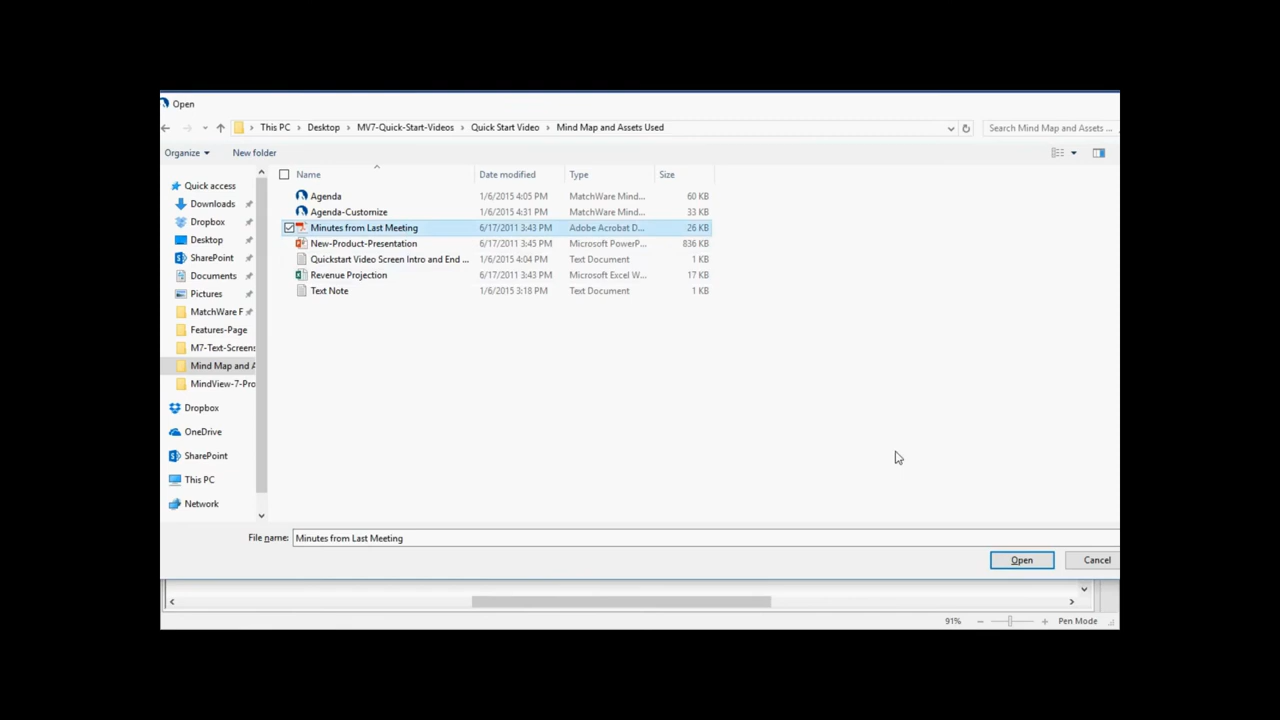 Open
This PC > Desktop > MV7-Quick-Start-Videos > Quick Start Video > Mind Map and Assets Used
Search Mind Map and Assets ...
Organize
New folder
Name Date modified Type Size
Quick access
Downloads
Dropbox
Desktop
SharePoint
Documents
Pictures
MatchWare F
Features-Page
M7-Text-Screens
Mind Map and A
MindView-7-Pro
Dropbox
OneDrive
SharePoint
This PC
Network
Agenda 1/6/2015 4:05 PM MatchWare Mind... 60 KB
Agenda-Customize 1/6/2015 4:31 PM MatchWare Mind... 33 KB
Minutes from Last Meeting 6/17/2011 3:43 PM Adobe Acrobat D... 26 KB
New-Product-Presentation 6/17/2011 3:45 PM Microsoft PowerP... 836 KB
Quickstart Video Screen Intro and End ... 1/6/2015 4:04 PM Text Document 1 KB
Revenue Projection 6/17/2011 3:43 PM Microsoft Excel W... 17 KB
Text Note 1/6/2015 3:18 PM Text Document 1 KB
File name: Minutes from Last Meeting
Open Cancel
91% Pen Mode